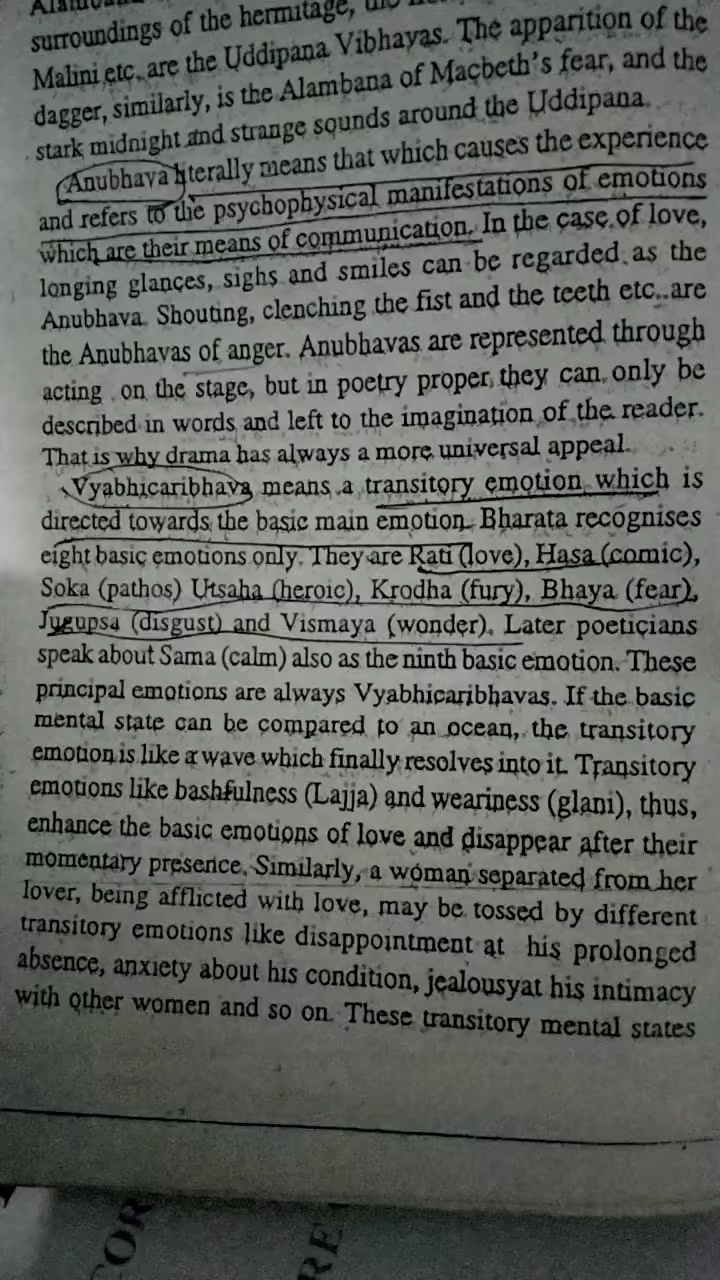 surroundings of the hermitage,
Malini etc. are the Uddipana Vibhavas. The apparition of the
dagger, similarly, is the Alambana of Macbeth's fear, and the
stark midnight and strange sounds around the Uddipana.
Anubhava literally means that which causes the experience
and refers to the psychophysical manifestations of emotions
which are their means of communication. In the case of love,
longing glances, sighs and smiles can be regarded as the
Anubhava. Shouting, clenching the fist and the teeth etc..are
the Anubhavas of anger. Anubhavas are represented through
acting on the stage, but in poetry proper, they can only be
described in words and left to the imagination of the reader.
That is why drama has always a more universal appeal.
Vyabhicaribhava means a transitory emotion which is
directed towards the basic main emotion. Bharata recognises
eight basic emotions only. They are Rati (love), Hasa (comic),
Soka (pathos) Utsaha (heroic), Krodha (fury), Bhaya (fear),
Jugupsa (disgust) and Vismaya (wonder). Later poeticians
speak about Sama (calm) also as the ninth basic emotion. These
principal emotions are always Vyabhicaribhavas. If the basic
mental state can be compared to an ocean, the transitory
emotion is like a wave which finally resolves into it. Transitory
emotions like bashfulness (Lajja) and weariness (glani), thus,
enhance the basic emotions of love and disappear after their
momentary presence. Similarly, a woman separated from her
lover, being afflicted with love, may be tossed by different
transitory emotions like disappointment at his prolonged
absence, anxiety about his condition, jealousyat his intimacy
with other women and so on. These transitory mental states